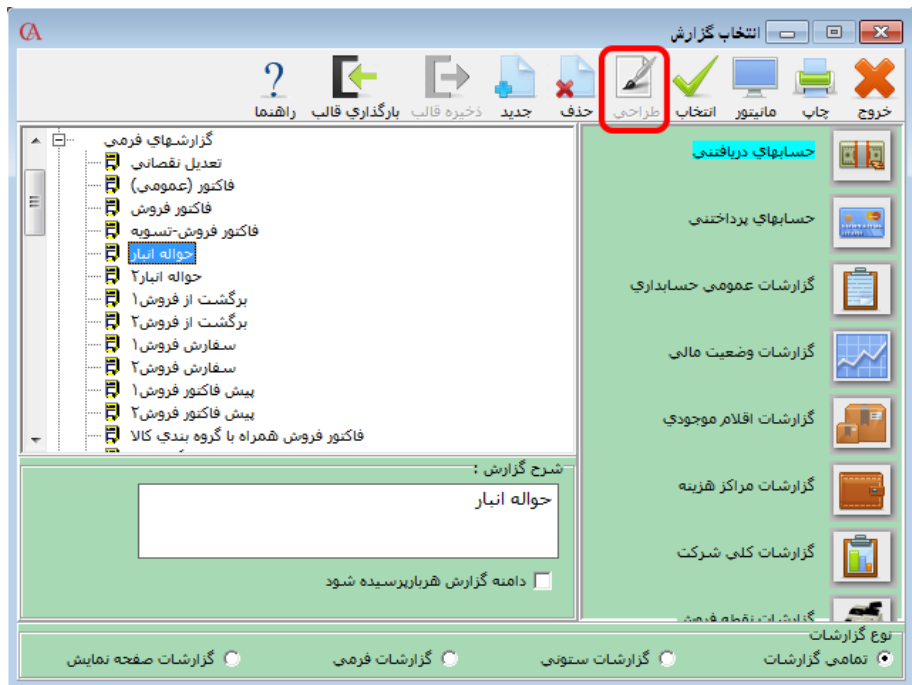 انتخاب گزارش
خروج
چاپ
مانيتور
انتخاب
طراحي
حذف
جديد
ذخيره قالب
بارگذاري قالب
راهنما
حسابهاي دريافتني
حسابهاي پرداختني
گزارشات عمومي حسابداري
گزارشات وضعيت مالي
گزارشات اقلام موجودي
گزارشات مراكز هزينه
گزارشات كلي شركت
گزارشات نقطه فروش
گزارشهاي فرمي
تعديل نقصاني
فاكتور (عمومي)
فاكتور فروش
فاكتور فروش-تسويه
حواله انبار
حواله انبار۲
برگشت از فروش۱
برگشت از فروش۲
سفارش فروش۱
سفارش فروش۲
پيش فاكتور فروش۱
پيش فاكتور فروش۲
فاكتور فروش همراه با گروه بندي كالا
شرح گزارش :
حواله انبار
دامنه گزارش هربارپرسيده شود
نوع گزارشات
تمامي گزارشات
گزارشات ستوني
گزارشات فرمي
گزارشات صفحه نمايش